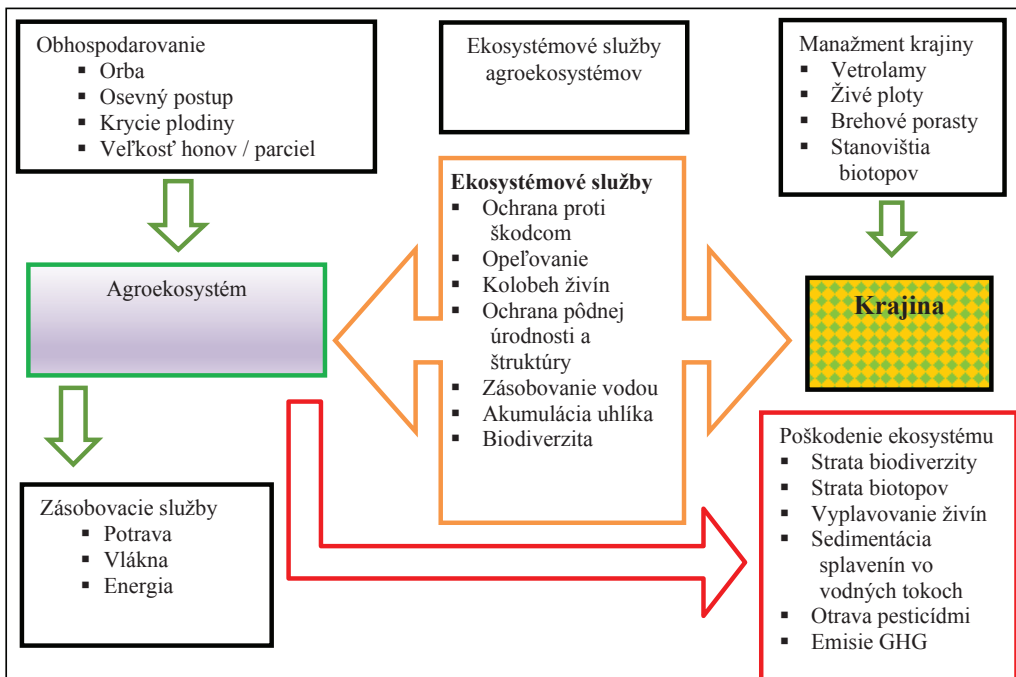 Obhospodarovanie
▪ Orba
▪ Osevný postup
▪ Krycie plodiny
▪ Veľkosť honov / parciel
Ekosystémové služby
agroekosystémov
Manažment krajiny
▪ Vetrolamy
▪ Živé ploty
▪ Brehové porasty
▪ Stanovištia
biotopov
Ekosystémové služby
▪ Ochrana proti
škodcom
▪ Opeľovanie
▪ Kolobeh živín
▪ Ochrana pôdnej
úrodnosti a
štruktúry
▪ Zásobovanie vodou
▪ Akumulácia uhlíka
▪ Biodiverzita
Agroekosystém
Krajina
Zásobovacie služby
▪ Potrava
▪ Vlákna
▪ Energia
Poškodenie ekosystému
▪ Strata biodiverzity
▪ Strata biotopov
▪ Vyplavovanie živín
▪ Sedimentácia
splavenín vo
vodných tokoch
▪ Otrava pesticídmi
▪ Emisie GHG